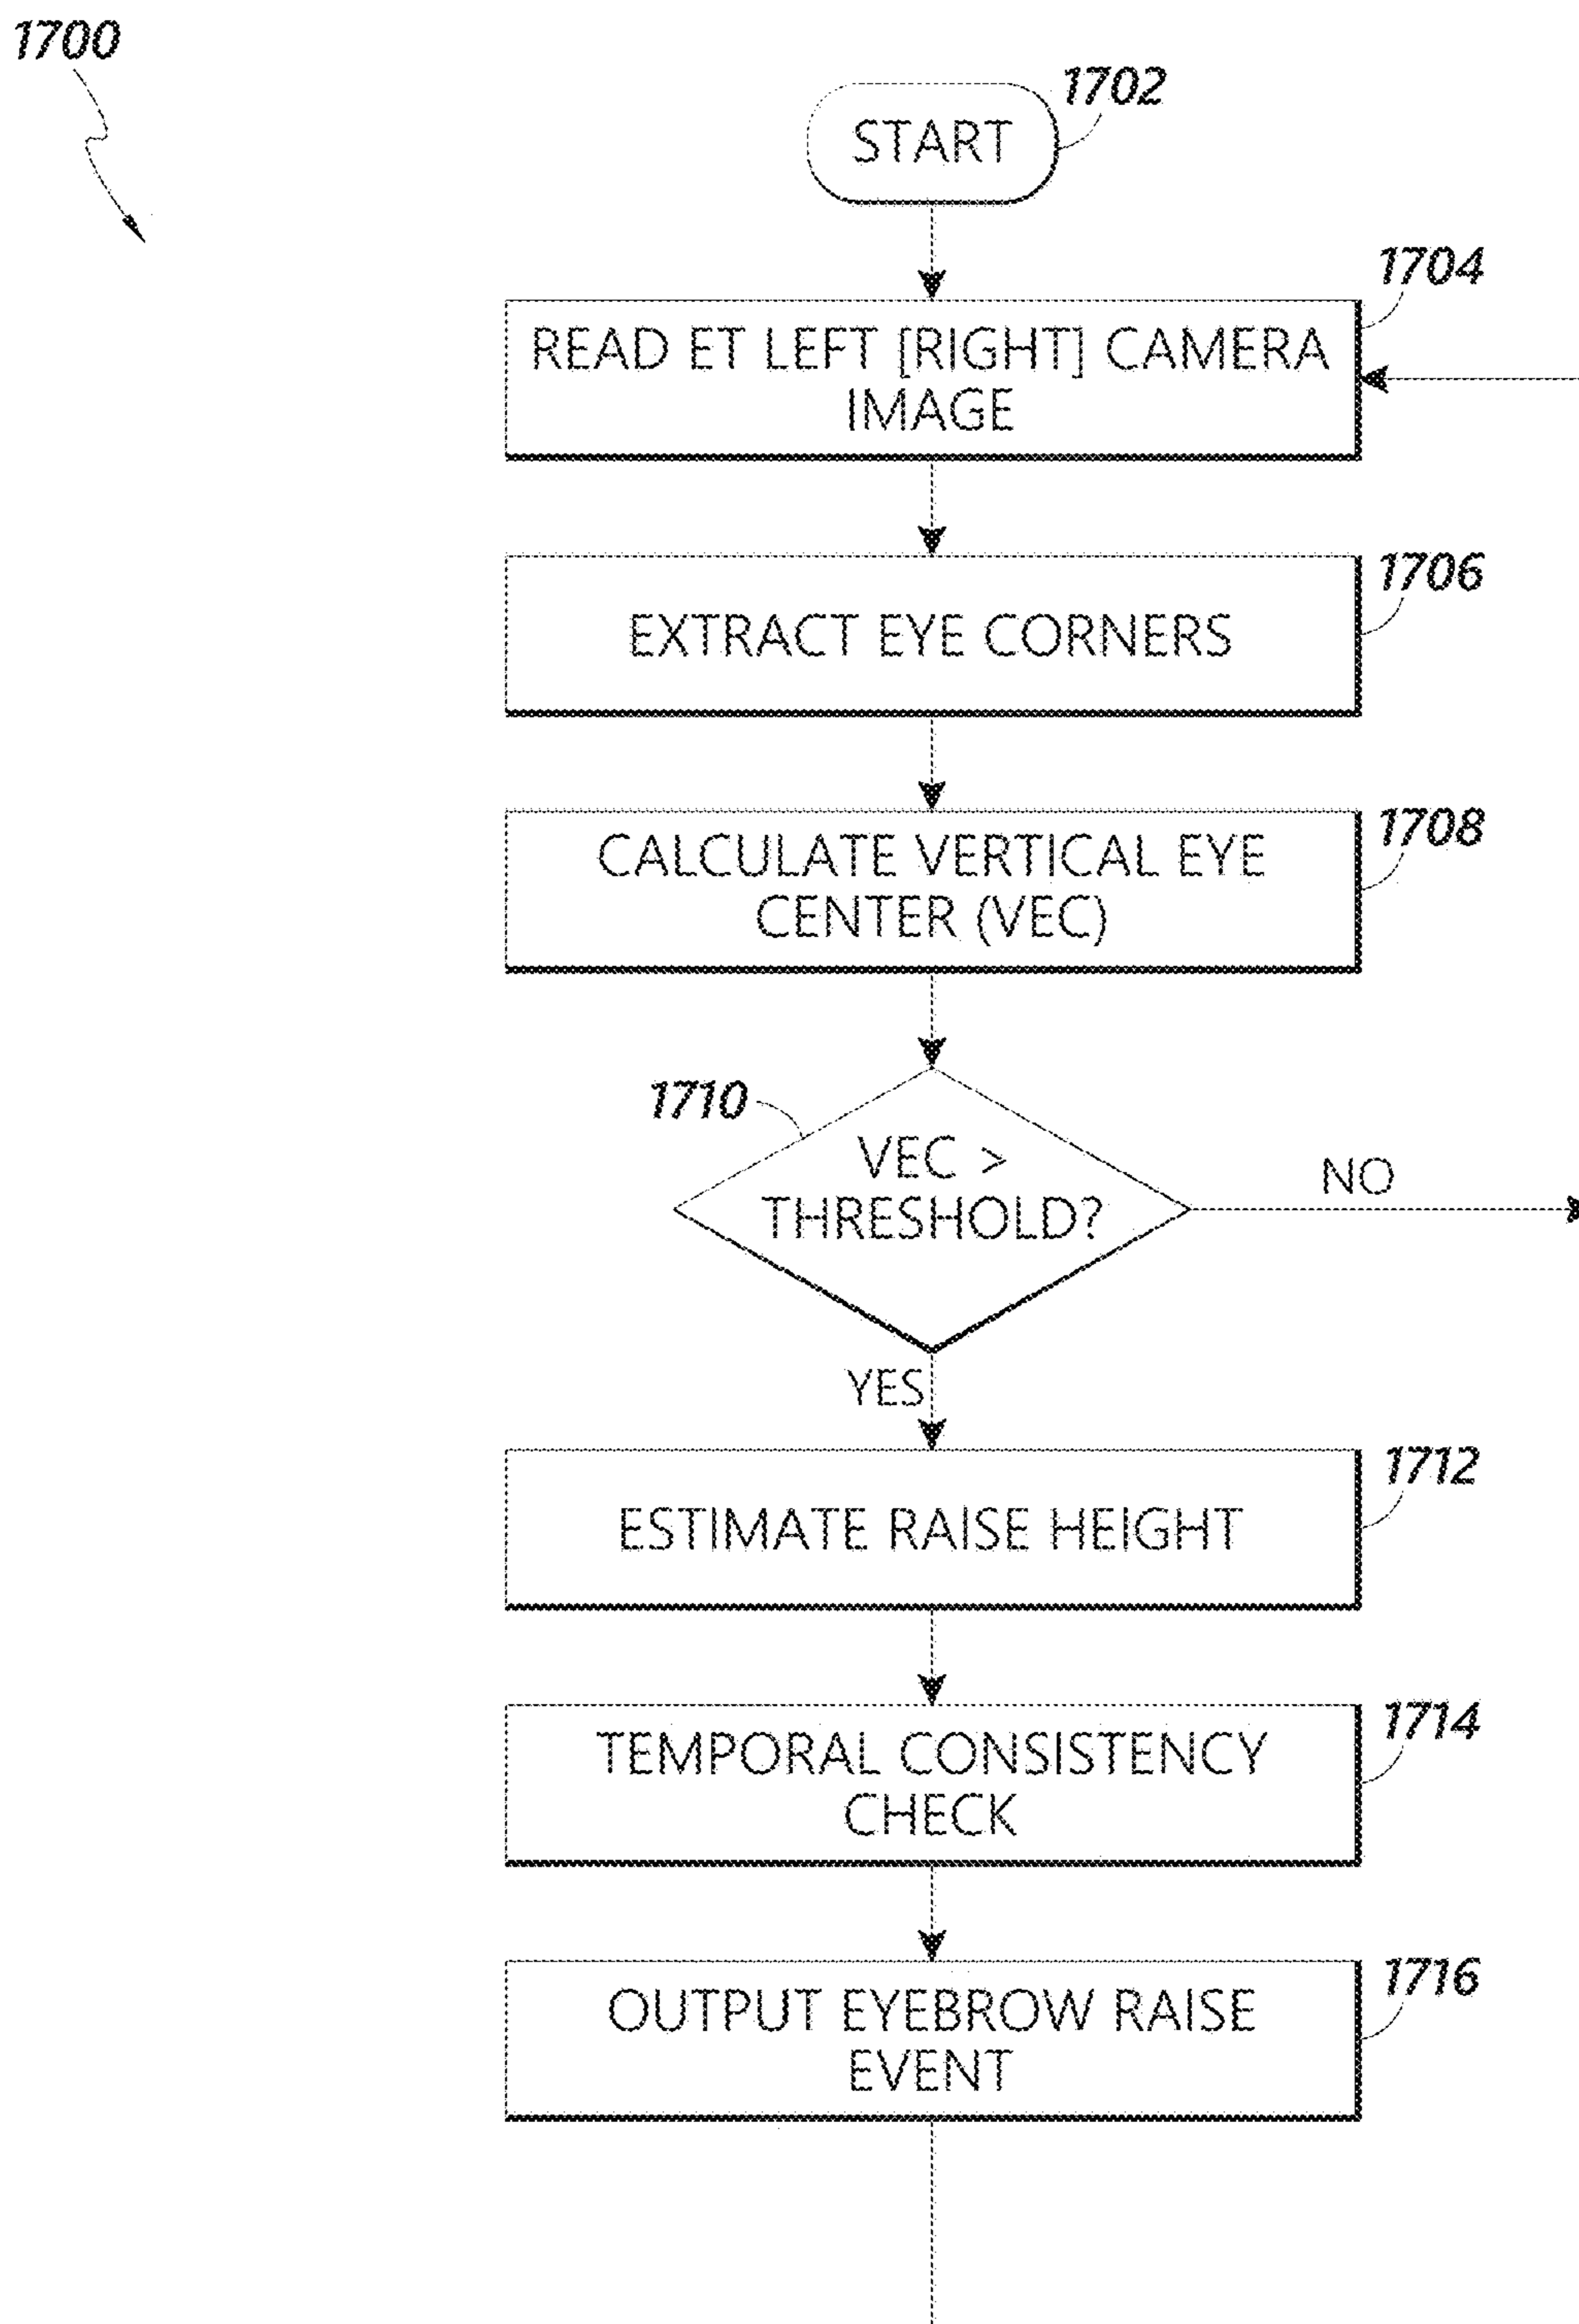 1700
1702
START
1704
READ ET LEFT [RIGHT] CAMERA
IMAGE
1706
EXTRACT EYE CORNERS
1708
CALCULATE VERTICAL EYE
CENTER (VEC)
1710
VEC >
THRESHOLD?
NO
YES
1712
ESTIMATE RAISE HEIGHT
1714
TEMPORAL CONSISTENCY
CHECK
1716
OUTPUT EYEBROW RAISE
EVENT